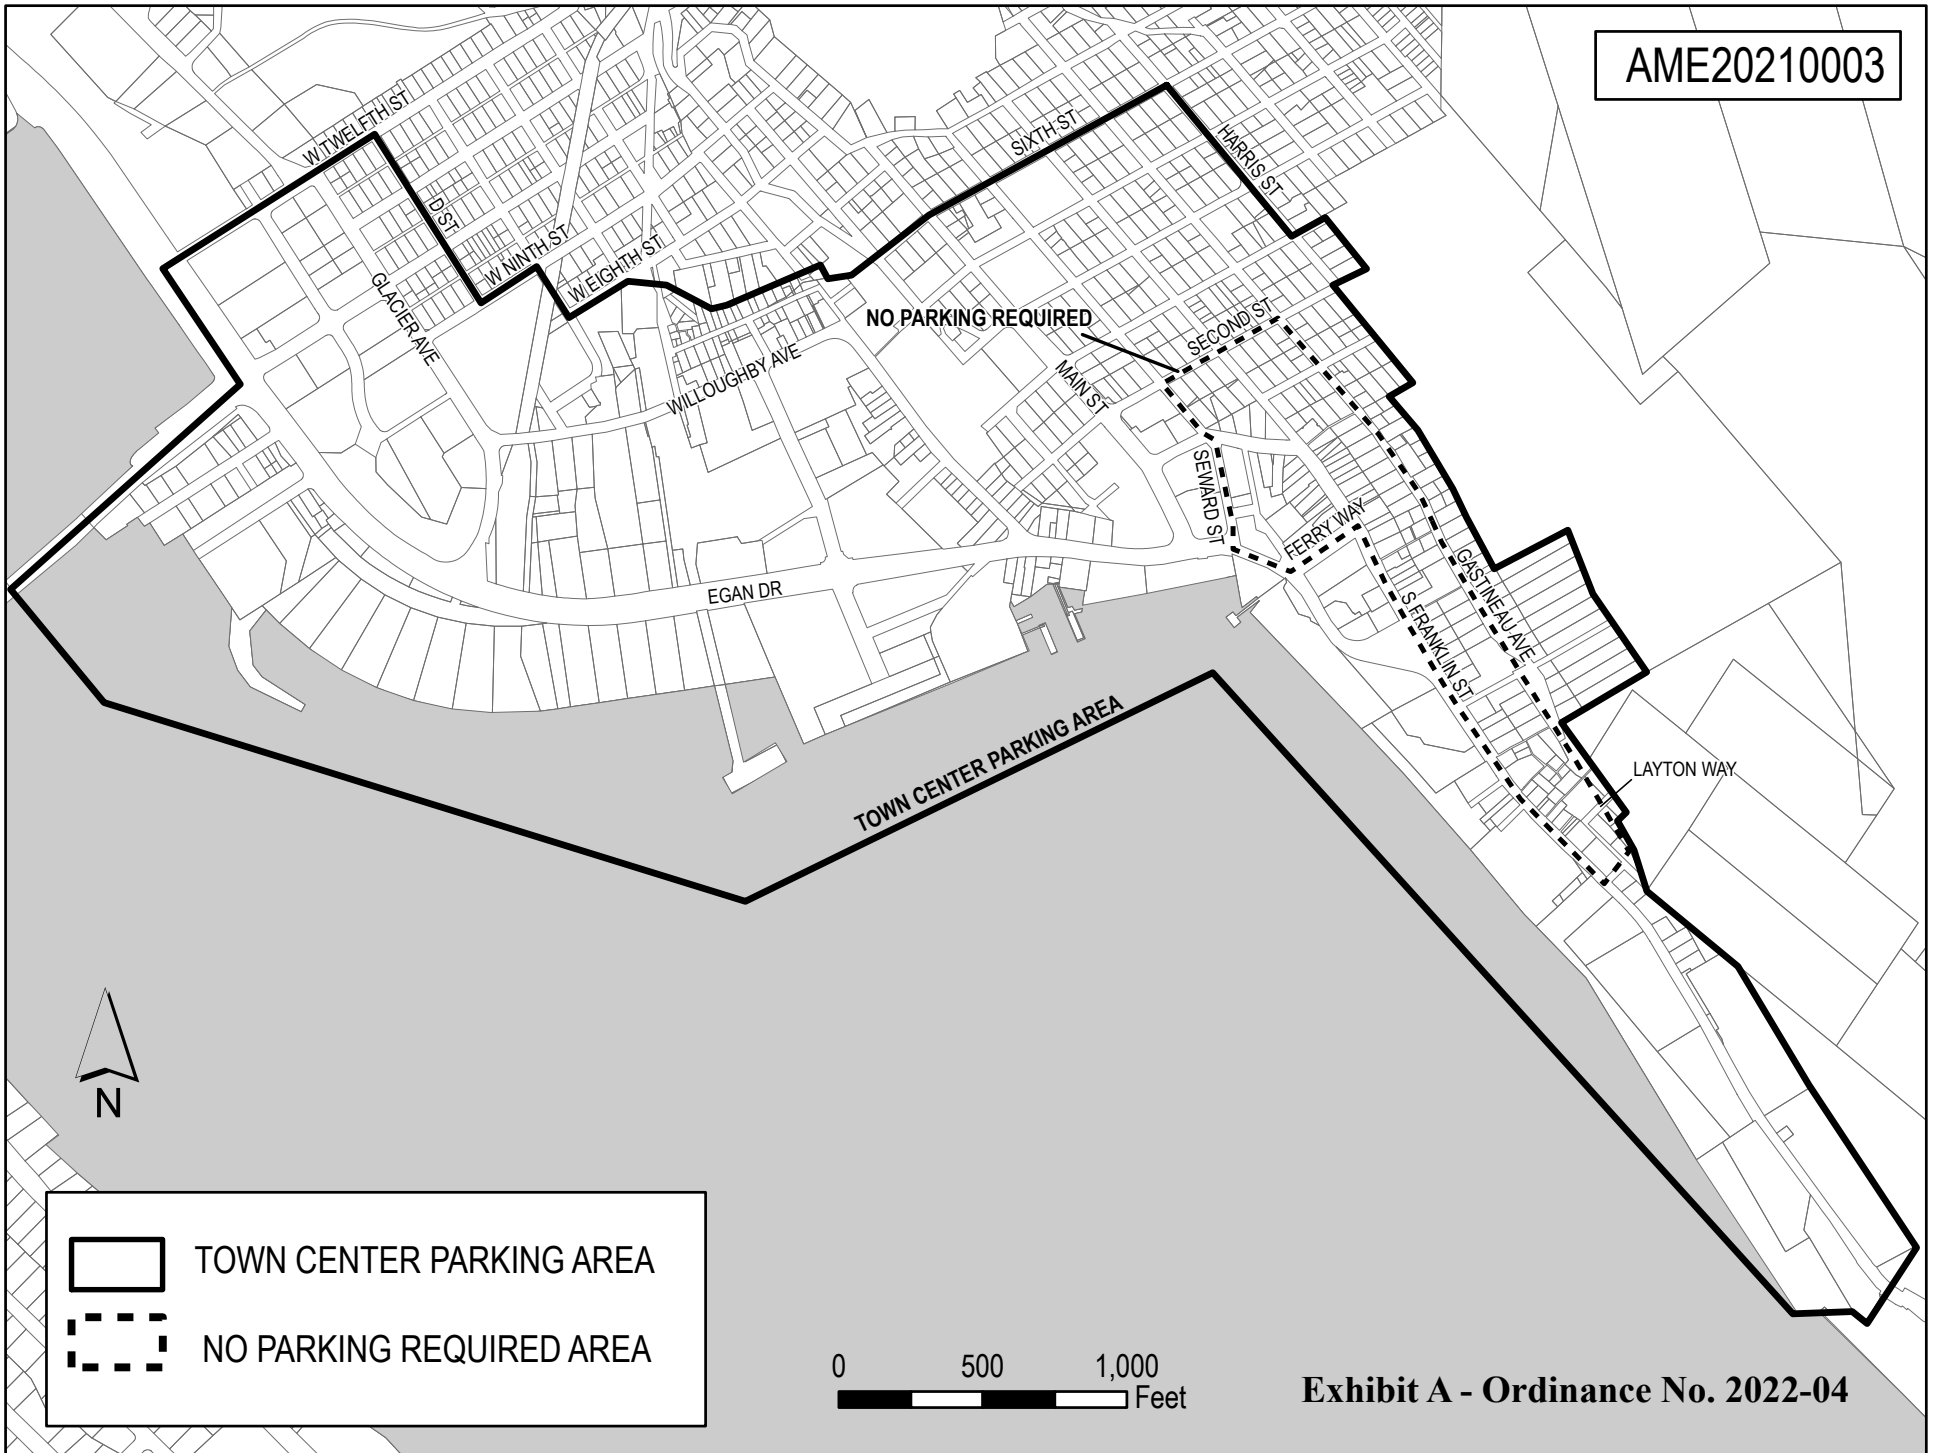 AME20210003
W TWELFTH ST
SIXTH ST
HARRIS ST
D ST
W NINTH ST
W EIGHTH ST
GLACIER AVE
NO PARKING REQUIRED
SECOND ST
WILLOUGHBY AVE
MAIN ST
SEWARD ST
FERRY WAY
EGAN DR
GASTINEAU AVE
S FRANKLIN ST
TOWN CENTER PARKING AREA
LAYTON WAY
N
TOWN CENTER PARKING AREA
NO PARKING REQUIRED AREA
0 500 1,000
Feet
Exhibit A - Ordinance No. 2022-04